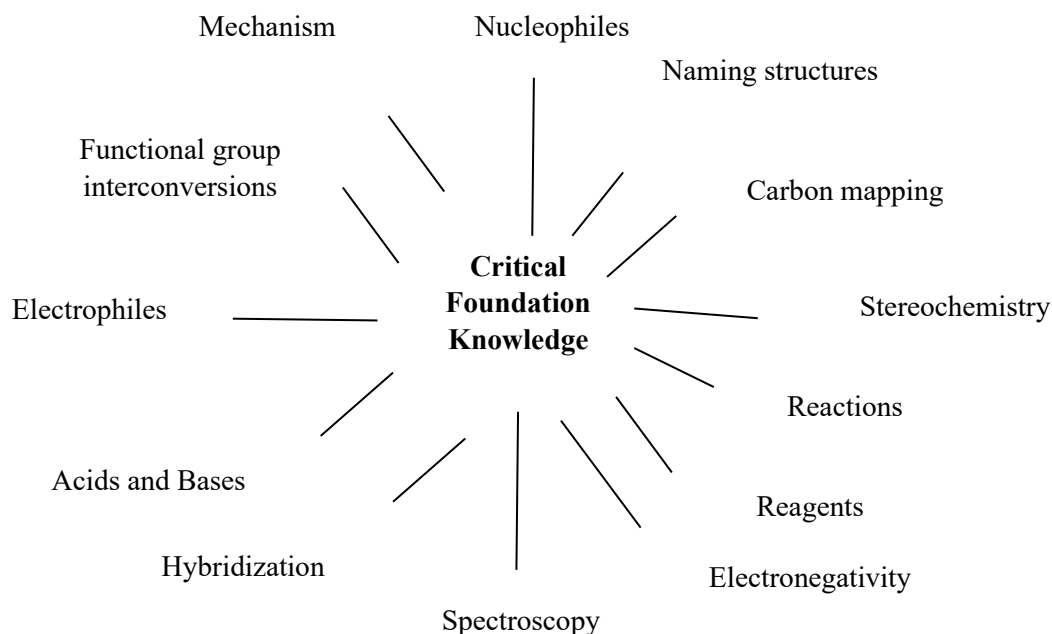 Mechanism
Nucleophiles
Naming structures
Functional group
interconversions
Carbon mapping
Critical
Foundation
Knowledge
Electrophiles
Stereochemistry
Reactions
Acids and Bases
Reagents
Hybridization
Electronegativity
Spectroscopy